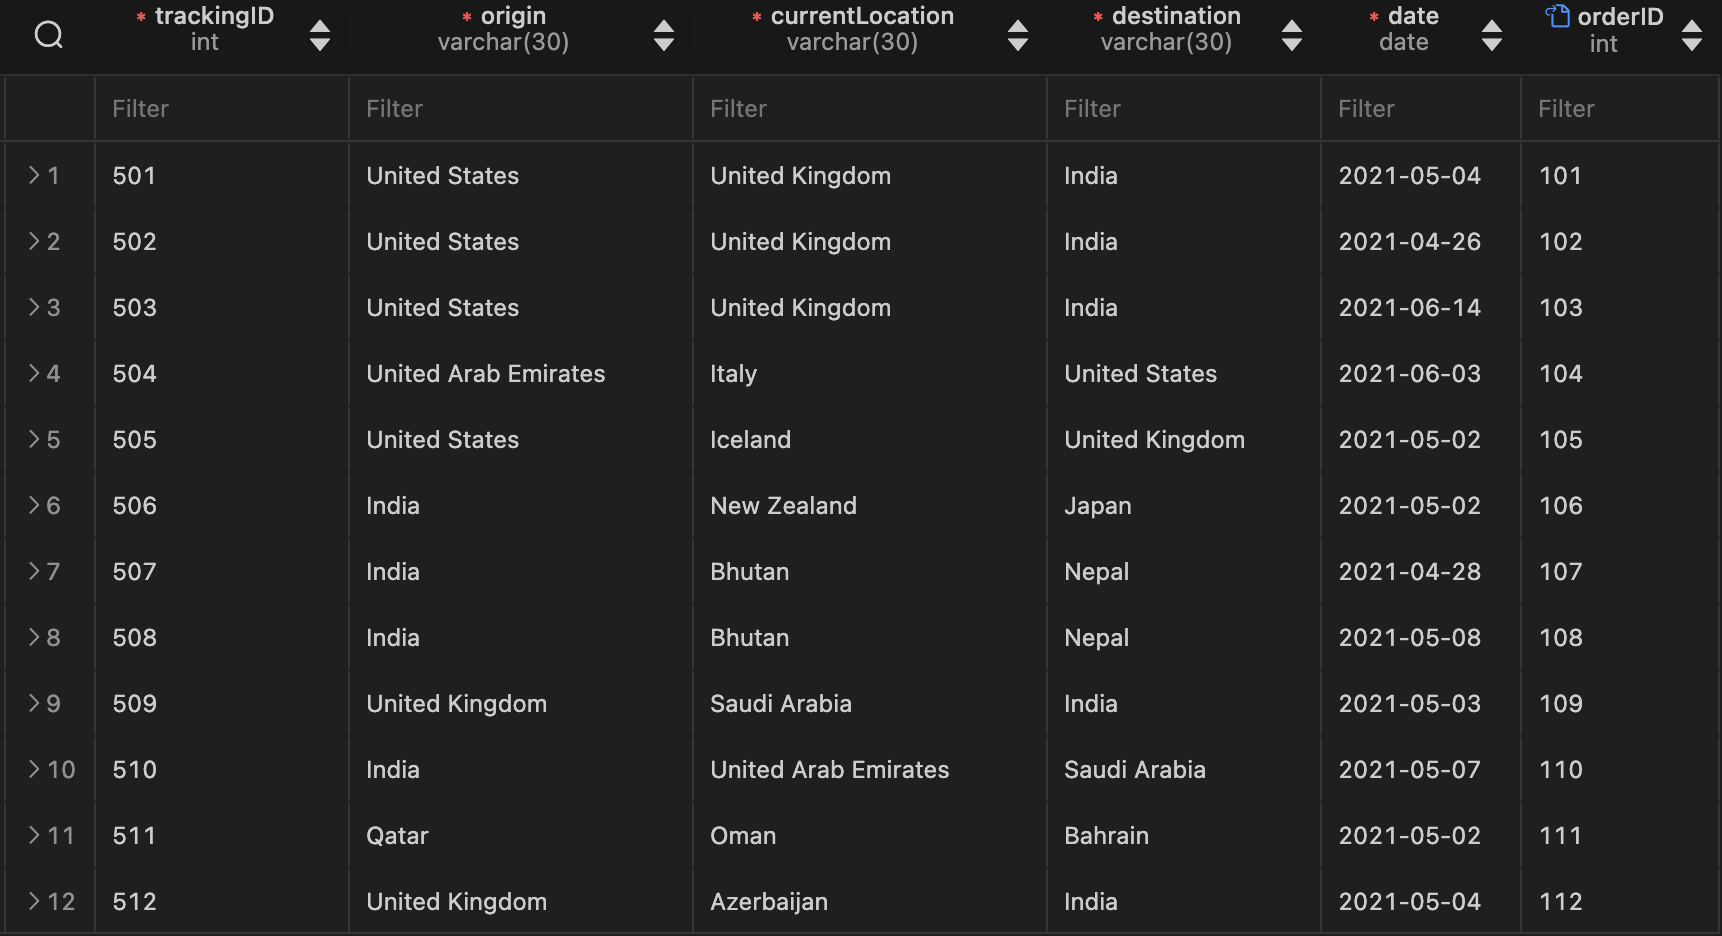 * trackingID * origin * currentLocation * destination * date orderID
int varchar(30) varchar(30) varchar(30) date int
Filter Filter Filter Filter Filter Filter
1 501 United States United Kingdom India 2021-05-04 101
2 502 United States United Kingdom India 2021-04-26 102
3 503 United States United Kingdom India 2021-06-14 103
4 504 United Arab Emirates Italy United States 2021-06-03 104
5 505 United States Iceland United Kingdom 2021-05-02 105
6 506 India New Zealand Japan 2021-05-02 106
7 507 India Bhutan Nepal 2021-04-28 107
8 508 India Bhutan Nepal 2021-05-08 108
9 509 United Kingdom Saudi Arabia India 2021-05-03 109
10 510 India United Arab Emirates Saudi Arabia 2021-05-07 110
11 511 Qatar Oman Bahrain 2021-05-02 111
12 512 United Kingdom Azerbaijan India 2021-05-04 112